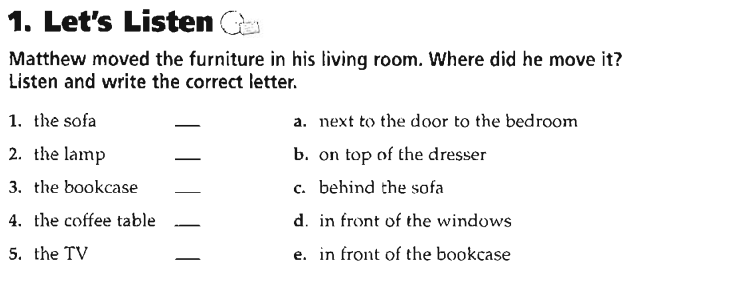 1. Let's Listen
Matthew moved the furniture in his living room. Where did he move it?
Listen and write the correct letter.
1. the sofa ___ a. next to the door to the bedroom
2. the lamp ___ b. on top of the dresser
3. the bookcase ___ c. behind the sofa
4. the coffee table ___ d. in front of the windows
5. the TV ___ e. in front of the bookcase